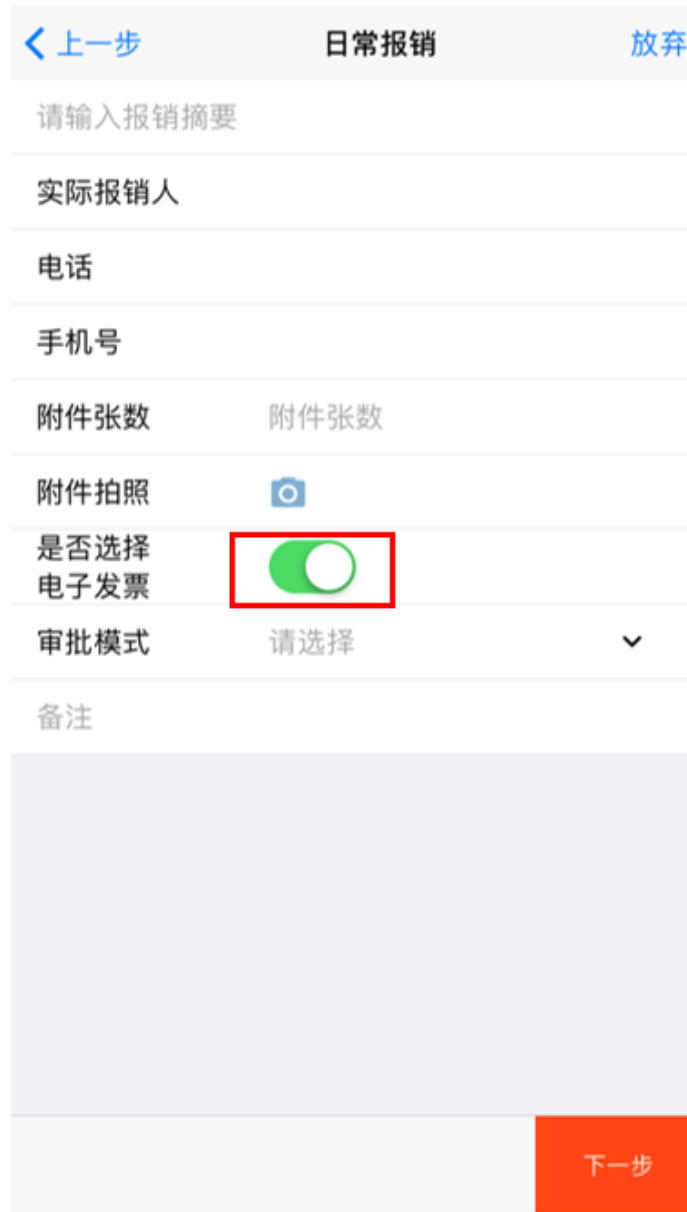 上一步 日常报销 放弃
请输入报销摘要
实际报销人
电话
手机号
附件张数 附件张数
附件拍照
是否选择
电子发票
审批模式 请选择
备注
下一步